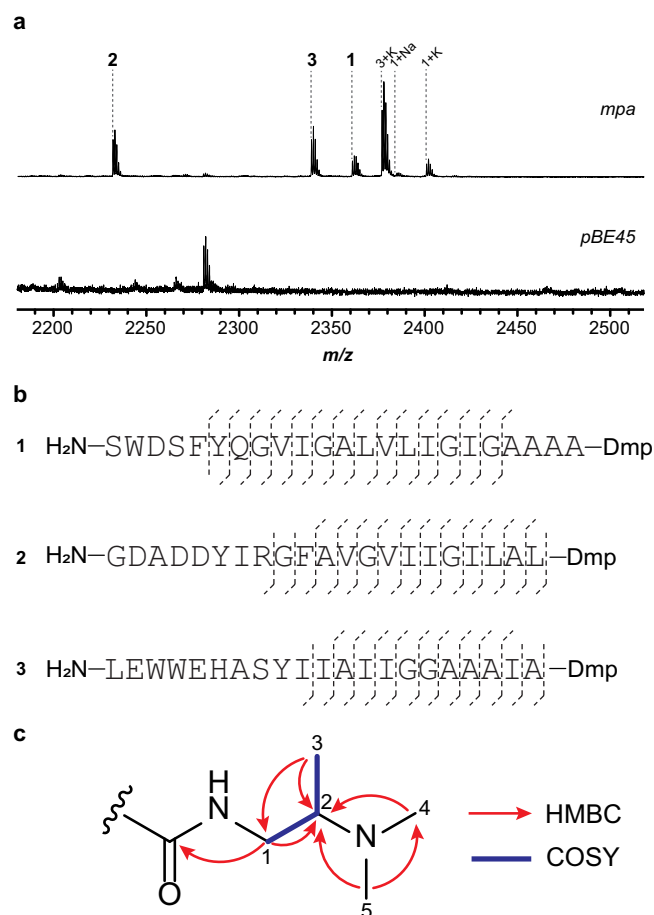 a
2 3 1 3+K 1+Na 1+K
mpa
pBE45
2200 2250 2300 2350 2400 2450 2500
m/z
b
1 H₂N–SWDSFYQGVIGALVLIGIGAAAA–Dmp
2 H₂N–GDADDYIRGFAVGVIIGILAL–Dmp
3 H₂N–LEWWEHASYIIAIIGGAAAIA–Dmp
c
3
H
N 2 4
HMBC
1 N
O 5
COSY